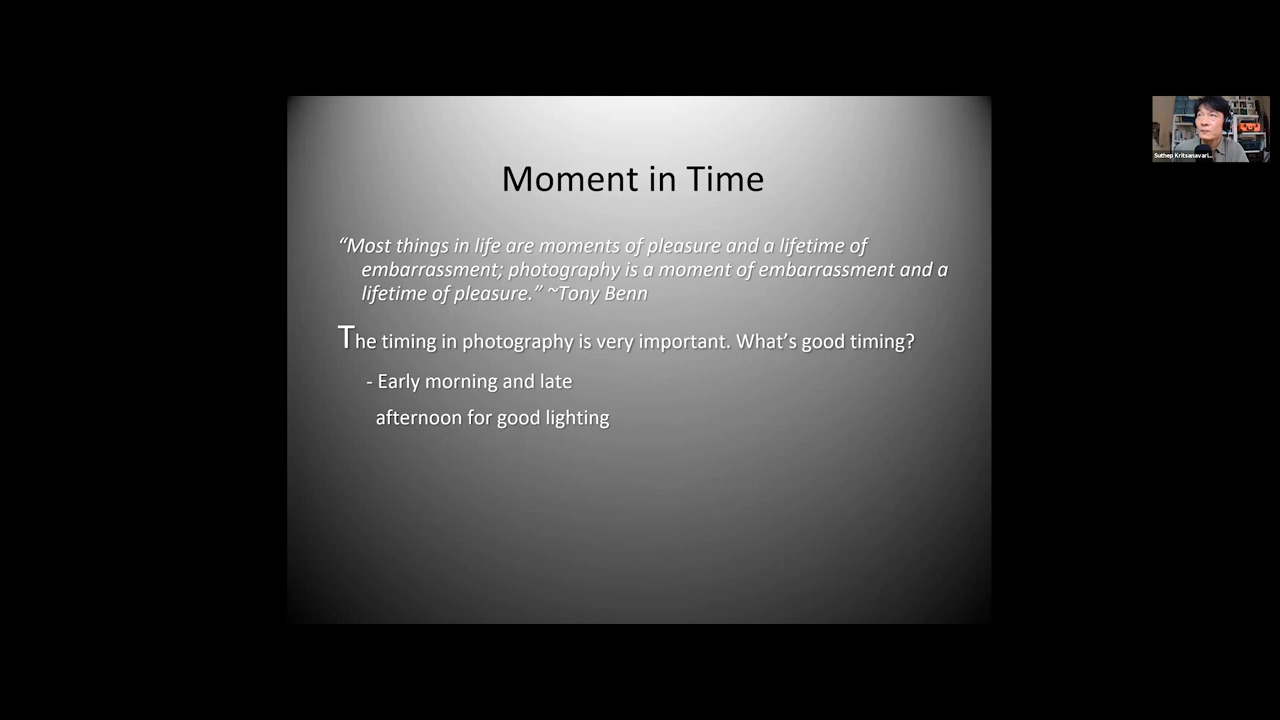 Moment in Time
“Most things in life are moments of pleasure and a lifetime of
embarrassment; photography is a moment of embarrassment and a
lifetime of pleasure.” ~Tony Benn
The timing in photography is very important. What’s good timing?
- Early morning and late
afternoon for good lighting
Suthep Kritsanavari...